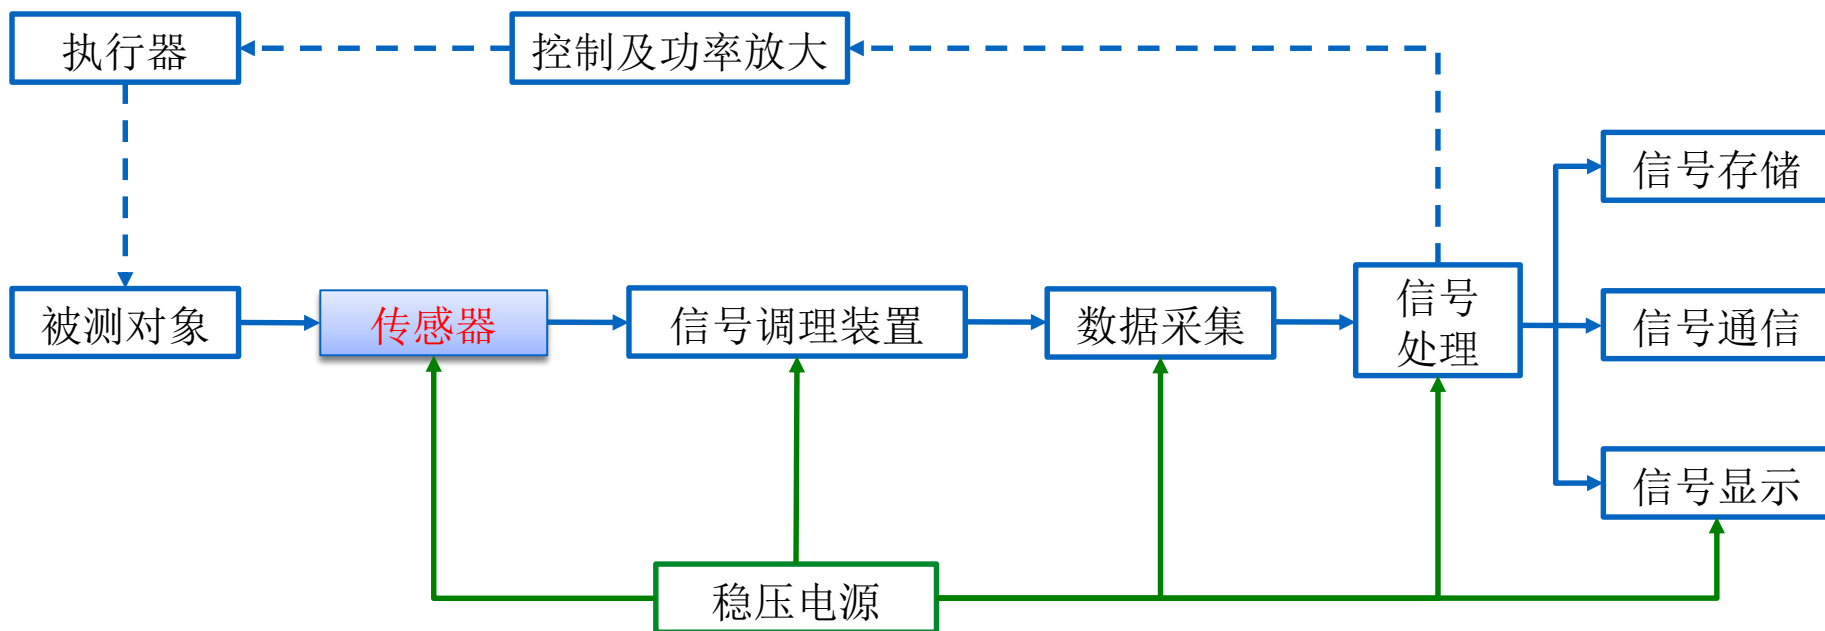 执行器
控制及功率放大
信号存储
被测对象
传感器
信号调理装置
数据采集
信号
处理
信号通信
信号显示
稳压电源